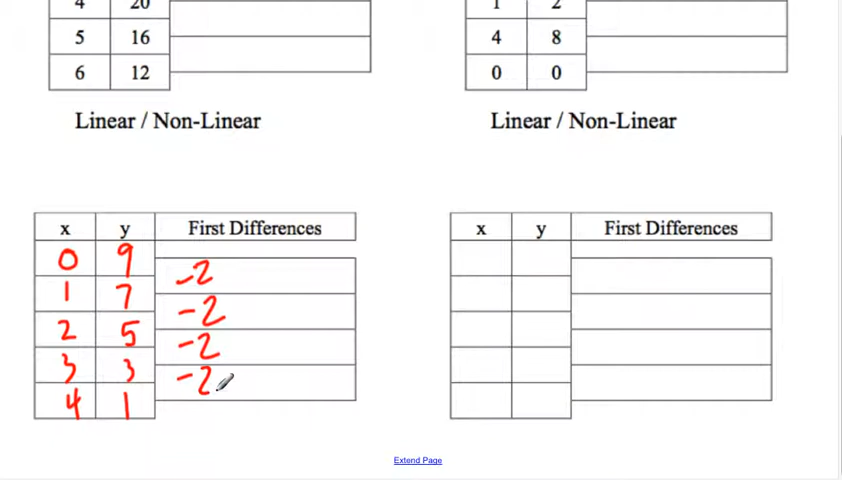 4 20 1 2
5 16 4 8
6 12 0 0
Linear / Non-Linear Linear / Non-Linear
x y First Differences x y First Differences
0 9
-2
1 7
-2
2 5
-2
3 3
-2
4 1
Extend Page